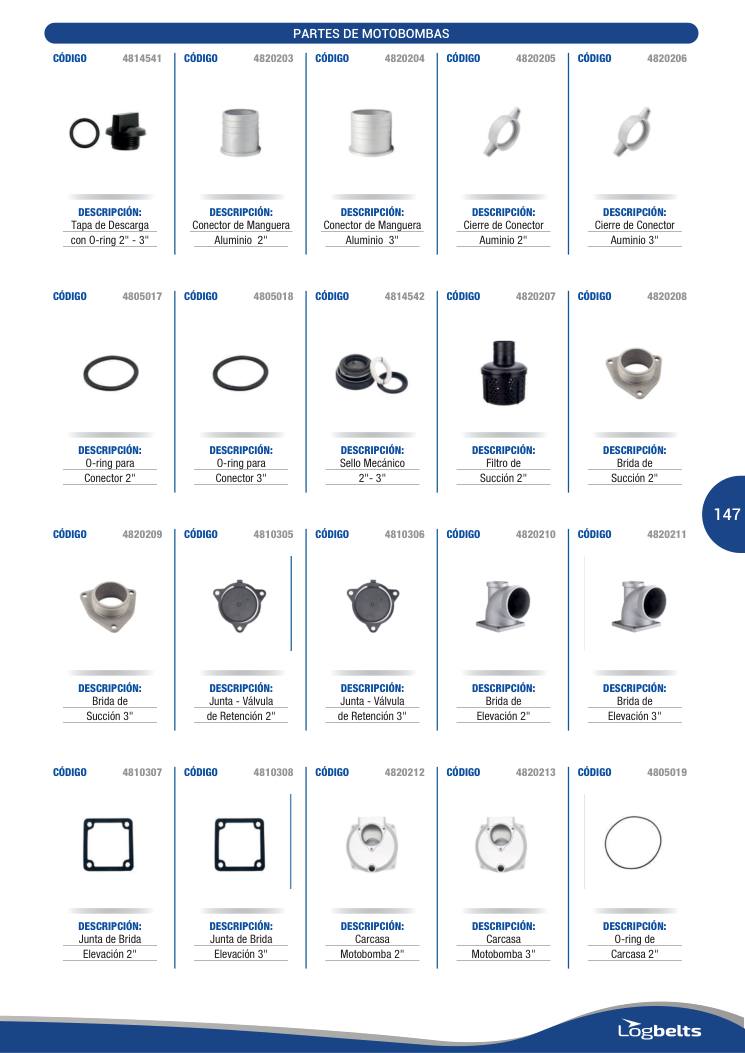 PARTES DE MOTOBOMBAS
CÓDIGO 4814541
CÓDIGO 4820203
CÓDIGO 4820204
CÓDIGO 4820205
CÓDIGO 4820206
DESCRIPCIÓN:
Tapa de Descarga
con O-ring 2" - 3"
DESCRIPCIÓN:
Conector de Manguera
Aluminio 2"
DESCRIPCIÓN:
Conector de Manguera
Aluminio 3"
DESCRIPCIÓN:
Cierre de Conector
Auminio 2"
DESCRIPCIÓN:
Cierre de Conector
Auminio 3"
CÓDIGO 4805017
CÓDIGO 4805018
CÓDIGO 4814542
CÓDIGO 4820207
CÓDIGO 4820208
DESCRIPCIÓN:
O-ring para
Conector 2"
DESCRIPCIÓN:
O-ring para
Conector 3"
DESCRIPCIÓN:
Sello Mecánico
2"- 3"
DESCRIPCIÓN:
Filtro de
Succión 2"
DESCRIPCIÓN:
Brida de
Succión 2"
147
CÓDIGO 4820209
CÓDIGO 4810305
CÓDIGO 4810306
CÓDIGO 4820210
CÓDIGO 4820211
DESCRIPCIÓN:
Brida de
Succión 3"
DESCRIPCIÓN:
Junta - Válvula
de Retención 2"
DESCRIPCIÓN:
Junta - Válvula
de Retención 3"
DESCRIPCIÓN:
Brida de
Elevación 2"
DESCRIPCIÓN:
Brida de
Elevación 3"
CÓDIGO 4810307
CÓDIGO 4810308
CÓDIGO 4820212
CÓDIGO 4820213
CÓDIGO 4805019
DESCRIPCIÓN:
Junta de Brida
Elevación 2"
DESCRIPCIÓN:
Junta de Brida
Elevación 3"
DESCRIPCIÓN:
Carcasa
Motobomba 2"
DESCRIPCIÓN:
Carcasa
Motobomba 3"
DESCRIPCIÓN:
O-ring de
Carcasa 2"
Logbelts